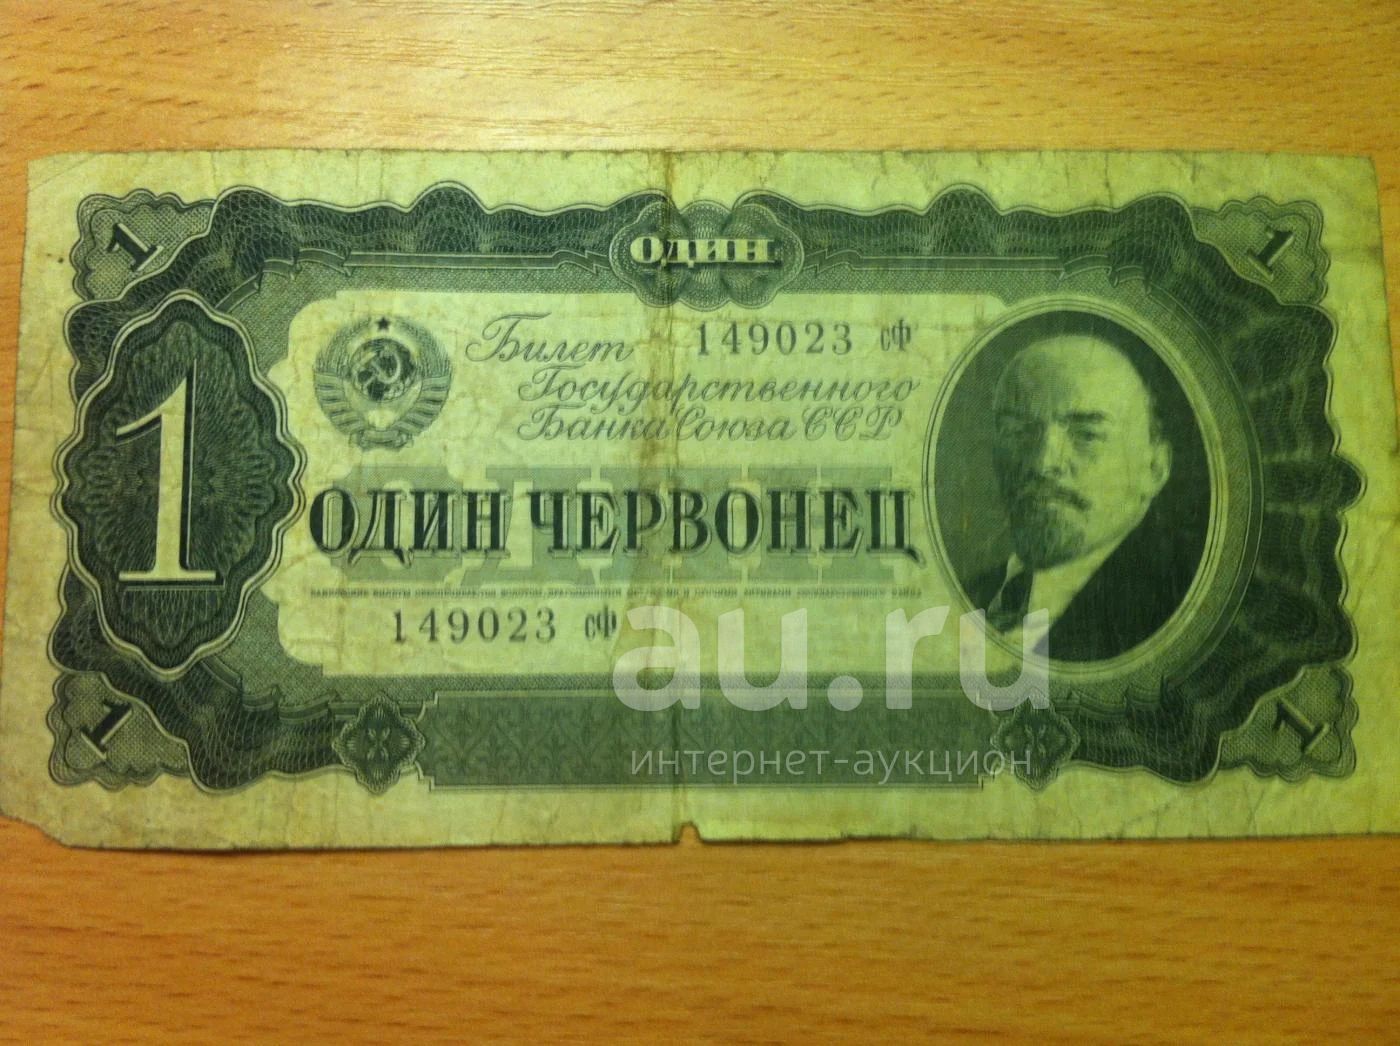 1
ОДИН
1
Билет 149023 сФ
Государственного
Банка Союза ССР
1
ОДИН
ОДИН ЧЕРВОНЕЦ
149023 сФ
au.ru
интернет-аукцион
1
1